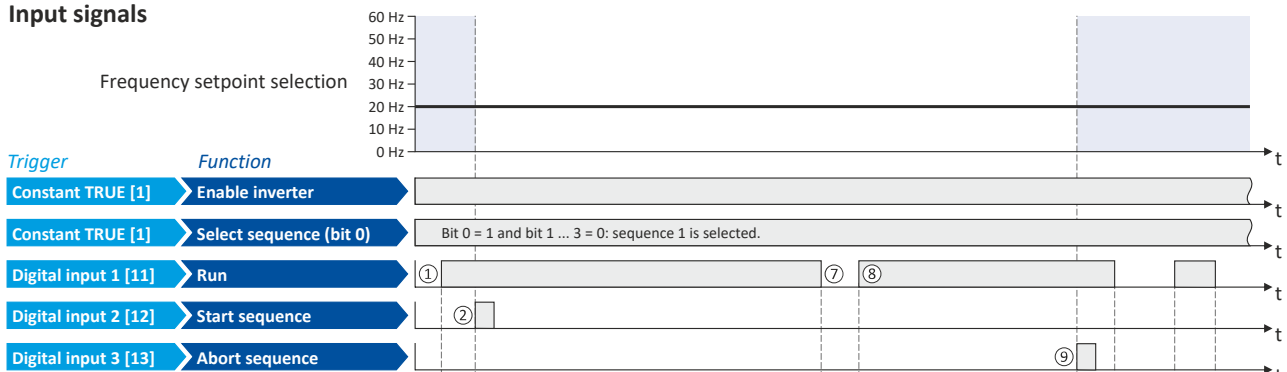 Input signals
60 Hz
50 Hz
40 Hz
Frequency setpoint selection
30 Hz
20 Hz
10 Hz
0 Hz
t
Trigger Function
Constant TRUE [1] Enable inverter
t
Constant TRUE [1] Select sequence (bit 0) Bit 0 = 1 and bit 1 ... 3 = 0: sequence 1 is selected.
t
Digital input 1 [11] Run ① ⑦ ⑧
t
Digital input 2 [12] Start sequence ②
t
Digital input 3 [13] Abort sequence ⑨